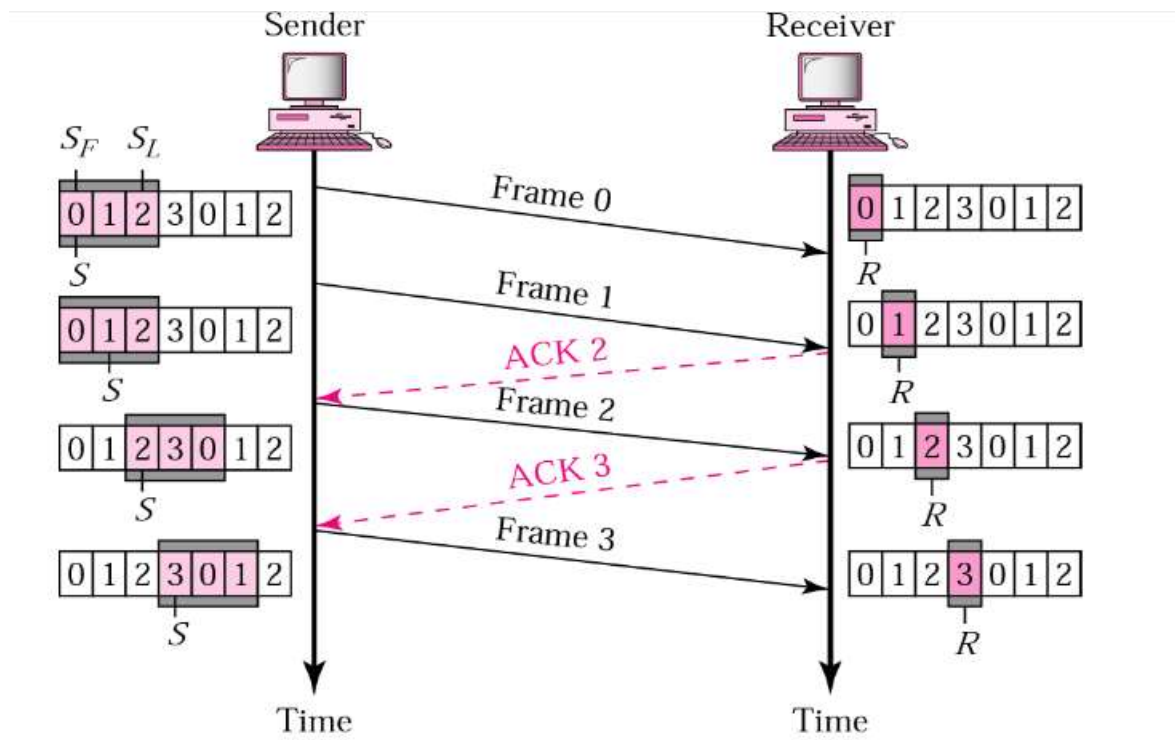 Sender Receiver
S_F S_L
Frame 0
0 1 2 3 0 1 2
0 1 2 3 0 1 2
S
R
Frame 1
0 1 2 3 0 1 2
0 1 2 3 0 1 2
ACK 2
S
R
Frame 2
0 1 2 3 0 1 2
0 1 2 3 0 1 2
ACK 3
S
R
Frame 3
0 1 2 3 0 1 2
0 1 2 3 0 1 2
S
R
Time Time